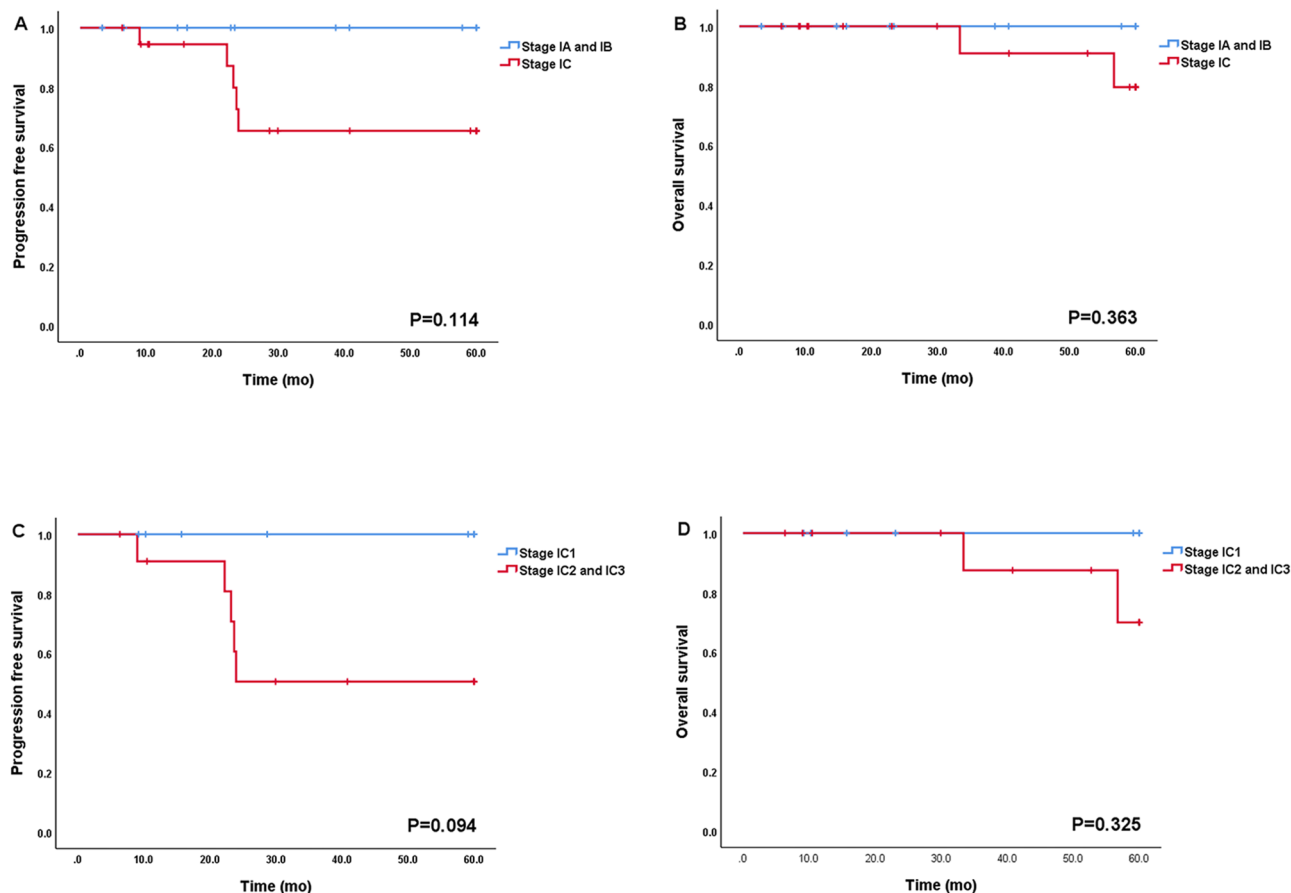 A
Progression free survival
1.0
0.8
0.6
0.4
0.2
0.0
Stage IA and IB
Stage IC
P=0.114
.0 10.0 20.0 30.0 40.0 50.0 60.0
Time (mo)
B
Overall survival
1.0
0.8
0.6
0.4
0.2
0.0
Stage IA and IB
Stage IC
P=0.363
.0 10.0 20.0 30.0 40.0 50.0 60.0
Time (mo)
C
Progression free survival
1.0
0.8
0.6
0.4
0.2
0.0
Stage IC1
Stage IC2 and IC3
P=0.094
.0 10.0 20.0 30.0 40.0 50.0 60.0
Time (mo)
D
Overall survival
1.0
0.8
0.6
0.4
0.2
0.0
Stage IC1
Stage IC2 and IC3
P=0.325
.0 10.0 20.0 30.0 40.0 50.0 60.0
Time (mo)